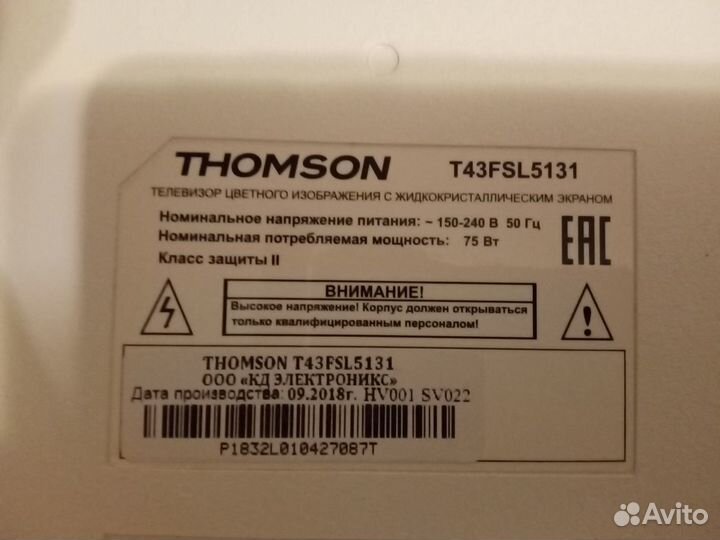 THOMSON T43FSL5131
ТЕЛЕВИЗОР ЦВЕТНОГО ИЗОБРАЖЕНИЯ С ЖИДКОКРИСТАЛЛИЧЕСКИМ ЭКРАНОМ
Номинальное напряжение питания: ~ 150-240 В 50 Гц
Номинальная потребляемая мощность: 75 Вт
Класс защиты II
EAC
ВНИМАНИЕ!
Высокое напряжение! Корпус должен открываться
только квалифицированным персоналом!
THOMSON T43FSL5131
ООО «КД ЭЛЕКТРОНИКС»
Дата производства: 09.2018г. HV001 SV022
P1832L010427087T
Avito